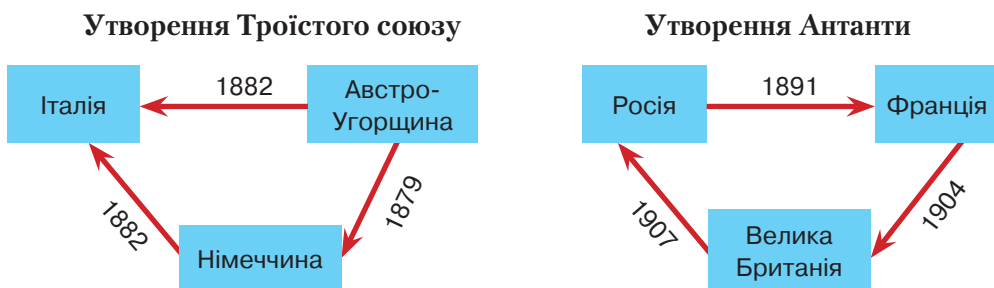 Утворення Троїстого союзу
Італія
1882
Австро-
Угорщина
1882
1879
Німеччина
Утворення Антанти
Росія
1891
Франція
1907
1904
Велика
Британія